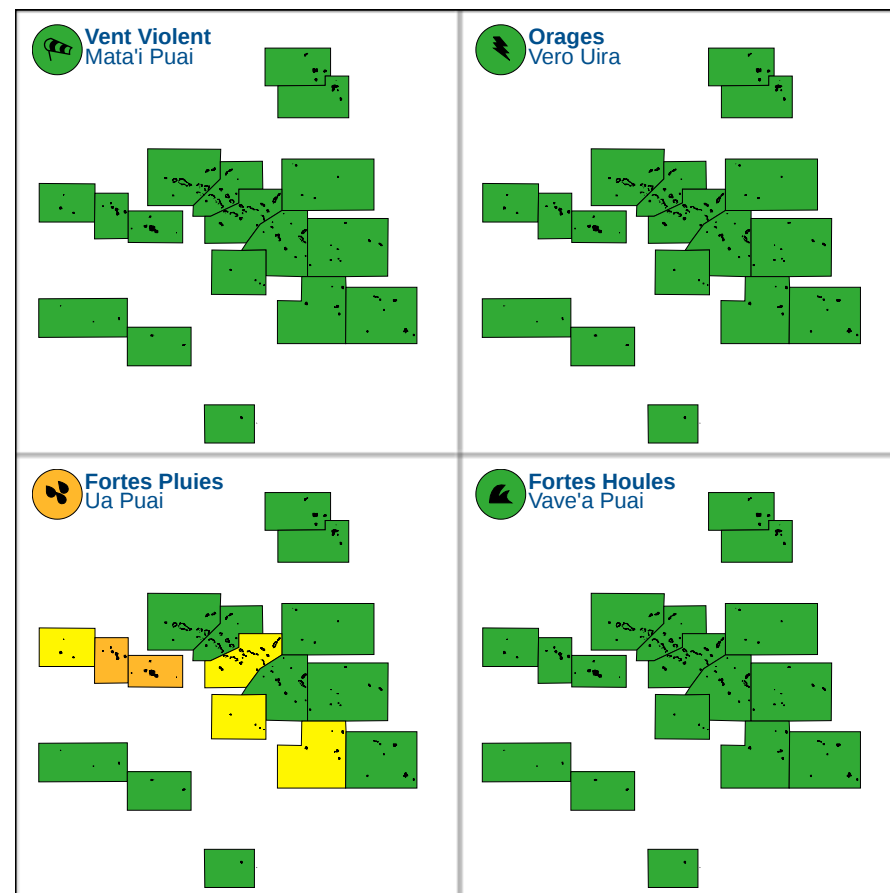 Vent Violent
Mata'i Puai
Orages
Vero Uira
Fortes Pluies
Ua Puai
Fortes Houles
Vave'a Puai